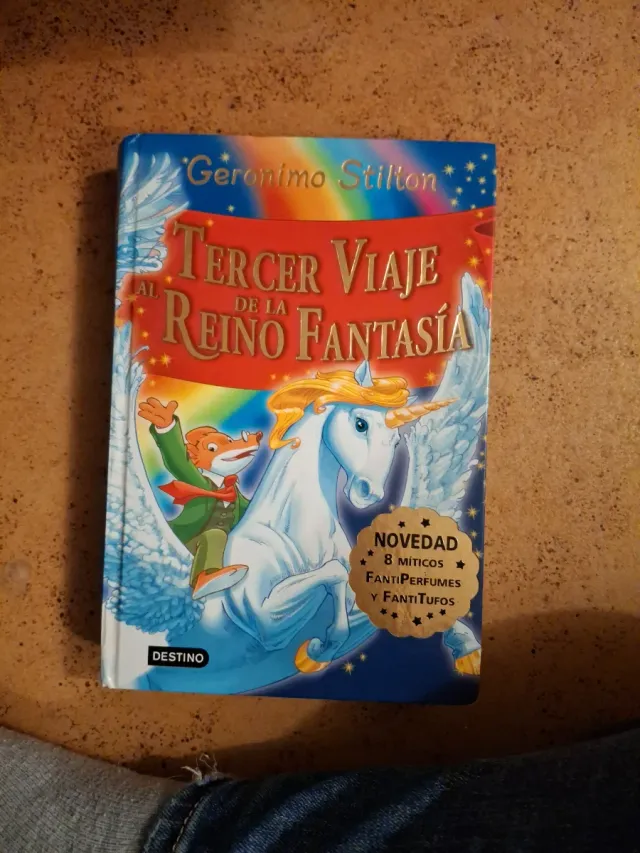 Geronimo Stilton
TERCER VIAJE
AL DE LA
REINO FANTASÍA
NOVEDAD
8 MÍTICOS
FANTIPERFUMES
Y FANTITUFOS
DESTINO